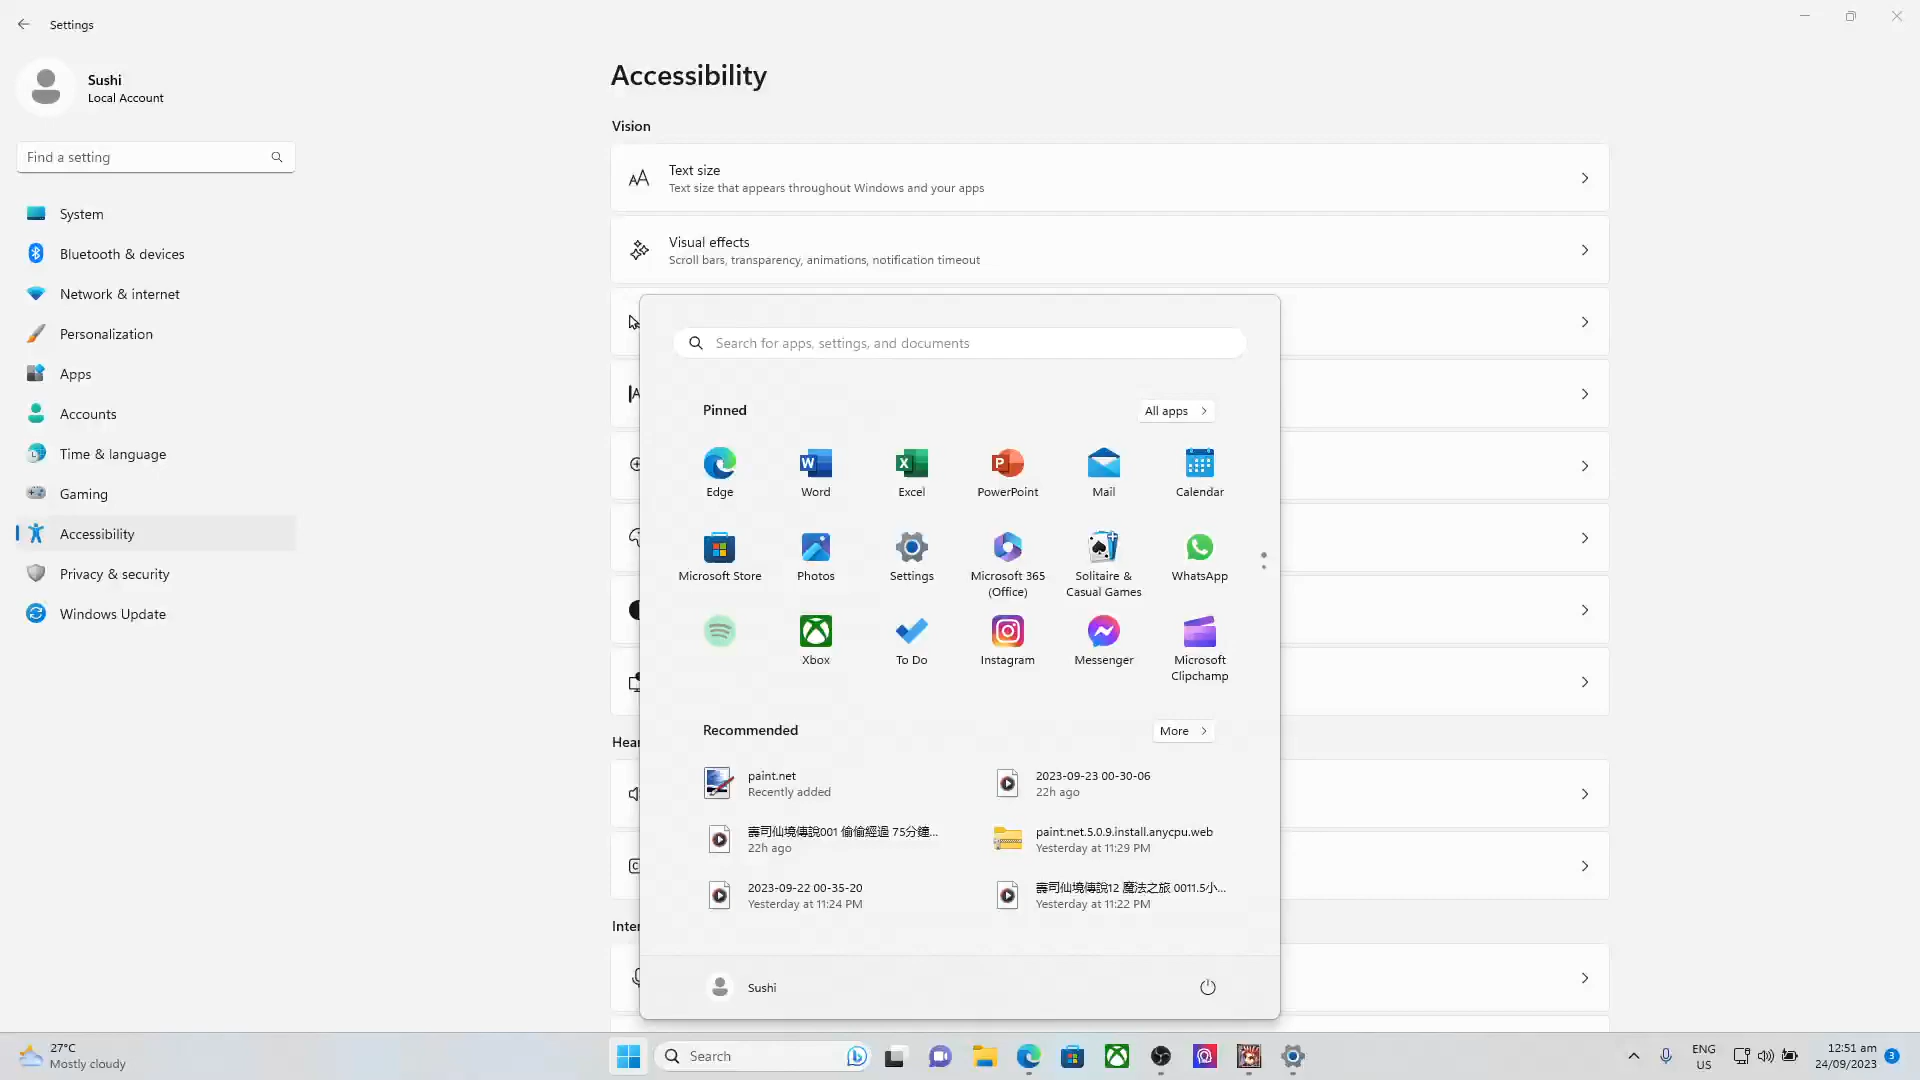 Settings
Sushi
Local Account
Find a setting
System
Bluetooth & devices
Network & internet
Personalization
Apps
Accounts
Time & language
Gaming
Accessibility
Privacy & security
Windows Update
Accessibility
Vision
Text size
Text size that appears throughout Windows and your apps
Visual effects
Scroll bars, transparency, animations, notification timeout
Search for apps, settings, and documents
Pinned
All apps
Edge
Word
Excel
PowerPoint
Mail
Calendar
Microsoft Store
Photos
Settings
Microsoft 365
(Office)
Solitaire &
Casual Games
WhatsApp
Xbox
To Do
Instagram
Messenger
Microsoft
Clipchamp
Recommended
More
paint.net
Recently added
2023-09-23 00-30-06
22h ago
壽司仙境傳說001 偷偷經過 75分鐘...
22h ago
paint.net.5.0.9.install.anycpu.web
Yesterday at 11:29 PM
2023-09-22 00-35-20
Yesterday at 11:24 PM
壽司仙境傳說12 魔法之旅 0011.5小...
Yesterday at 11:22 PM
Sushi
27°C
Mostly cloudy
Search
ENG
US
12:51 am
24/09/2023
3